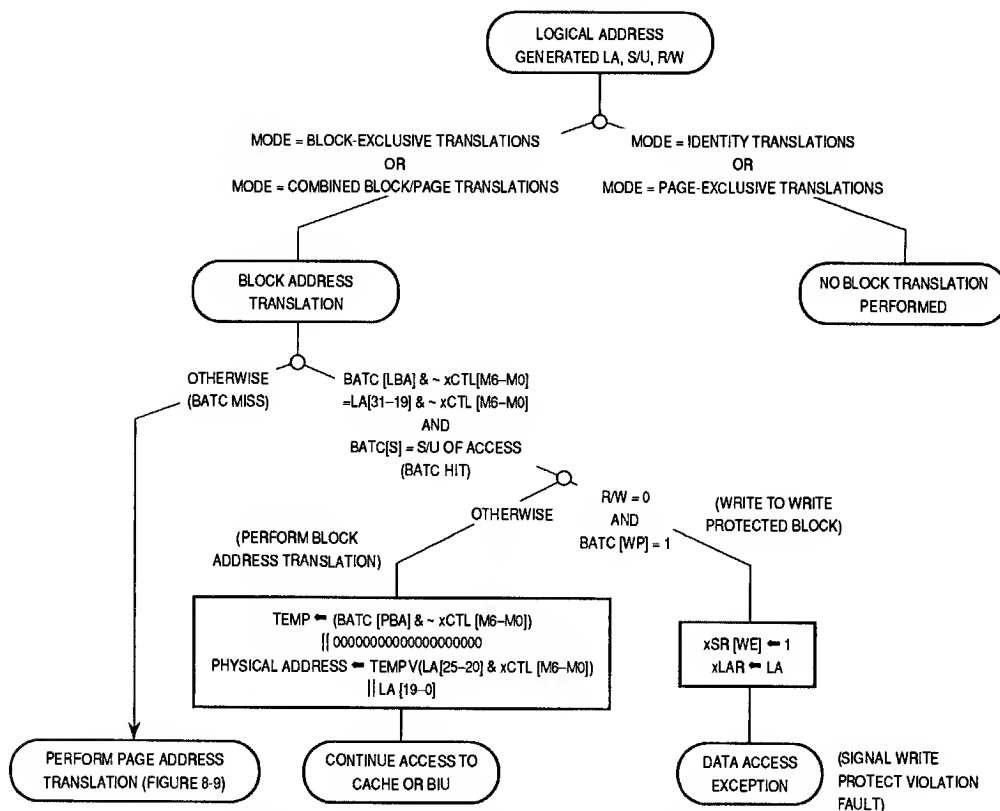 LOGICAL ADDRESS
GENERATED LA, S/U, R/W
MODE = BLOCK-EXCLUSIVE TRANSLATIONS
OR
MODE = COMBINED BLOCK/PAGE TRANSLATIONS
MODE = IDENTITY TRANSLATIONS
OR
MODE = PAGE-EXCLUSIVE TRANSLATIONS
BLOCK ADDRESS
TRANSLATION
NO BLOCK TRANSLATION
PERFORMED
OTHERWISE
(BATC MISS)
BATC [LBA] & ~ xCTL[M6–M0]
=LA[31–19] & ~ xCTL [M6–M0]
AND
BATC[S] = S/U OF ACCESS
(BATC HIT)
OTHERWISE
R/W = 0
AND
BATC [WP] = 1
(WRITE TO WRITE
PROTECTED BLOCK)
(PERFORM BLOCK
ADDRESS TRANSLATION)
TEMP ← (BATC [PBA] & ~ xCTL [M6–M0])
|| 00000000000000000000
PHYSICAL ADDRESS ← TEMP V(LA[25–20] & xCTL [M6–M0])
|| LA [19–0]
xSR [WE] ← 1
xLAR ← LA
PERFORM PAGE ADDRESS
TRANSLATION (FIGURE 8-9)
CONTINUE ACCESS TO
CACHE OR BIU
DATA ACCESS
EXCEPTION
(SIGNAL WRITE
PROTECT VIOLATION
FAULT)